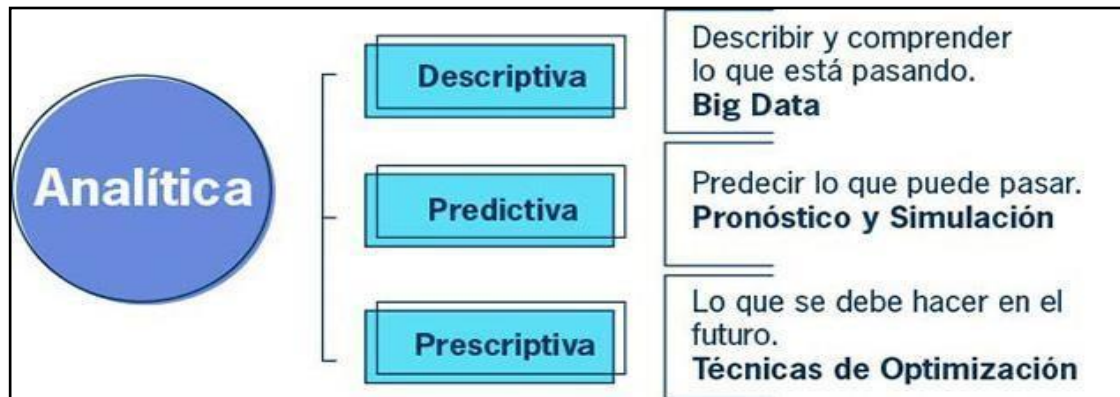 Analítica
Descriptiva
Describir y comprender
lo que está pasando.
Big Data
Predictiva
Predecir lo que puede pasar.
Pronóstico y Simulación
Prescriptiva
Lo que se debe hacer en el
futuro.
Técnicas de Optimización